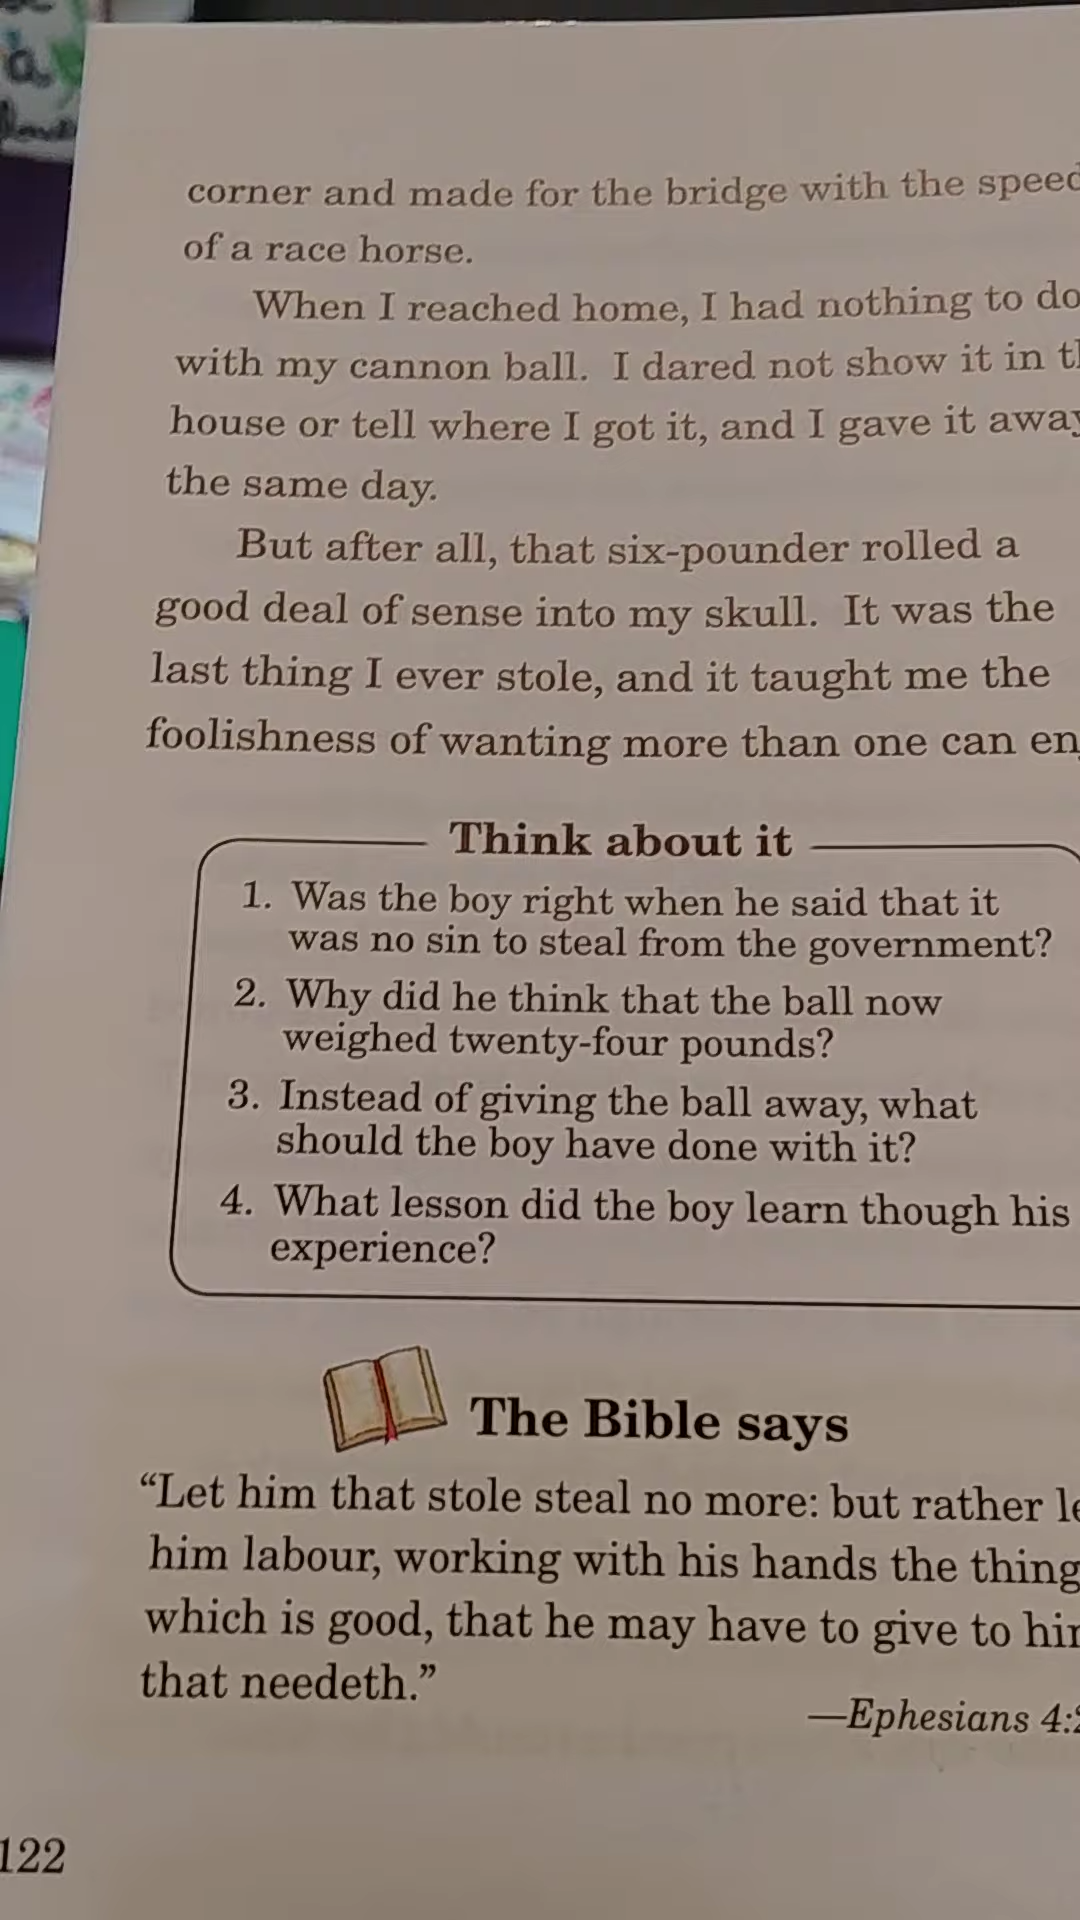 corner and made for the bridge with the speed
of a race horse.
When I reached home, I had nothing to do
with my cannon ball. I dared not show it in
house or tell where I got it, and I gave it away
the same day.
But after all, that six-pounder rolled a
good deal of sense into my skull. It was the
last thing I ever stole, and it taught me the
foolishness of wanting more than one can
Think about it
1. Was the boy right when he said that it
was no sin to steal from the government?
2. Why did he think that the ball now
weighed twenty-four pounds?
3. Instead of giving the ball away, what
should the boy have done with it?
4. What lesson did the boy learn though his
experience?
The Bible says
“Let him that stole steal no more: but rather
him labour, working with his hands the thing
which is good, that he may have to give to
that needeth.”
—Ephesians 4:
122